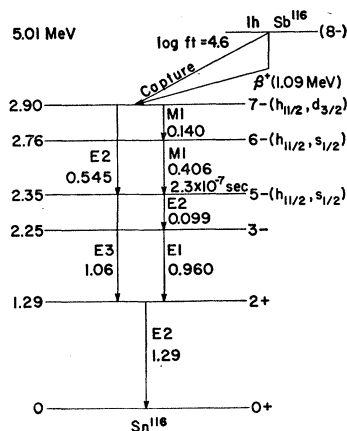 1h Sb¹¹⁶
5.01 MeV (8-)
log ft = 4.6
Capture
β⁺(1.09 MeV)
2.90 7-(h₁₁/₂, d₃/₂)
M1
0.140
2.76 6-(h₁₁/₂, s₁/₂)
E2
0.545
M1
0.406
2.3x10⁻⁷ sec
2.35 5-(h₁₁/₂, s₁/₂)
E2
0.099
2.25 3-
E3
1.06
E1
0.960
1.29 2+
E2
1.29
0 0+
Sn¹¹⁶